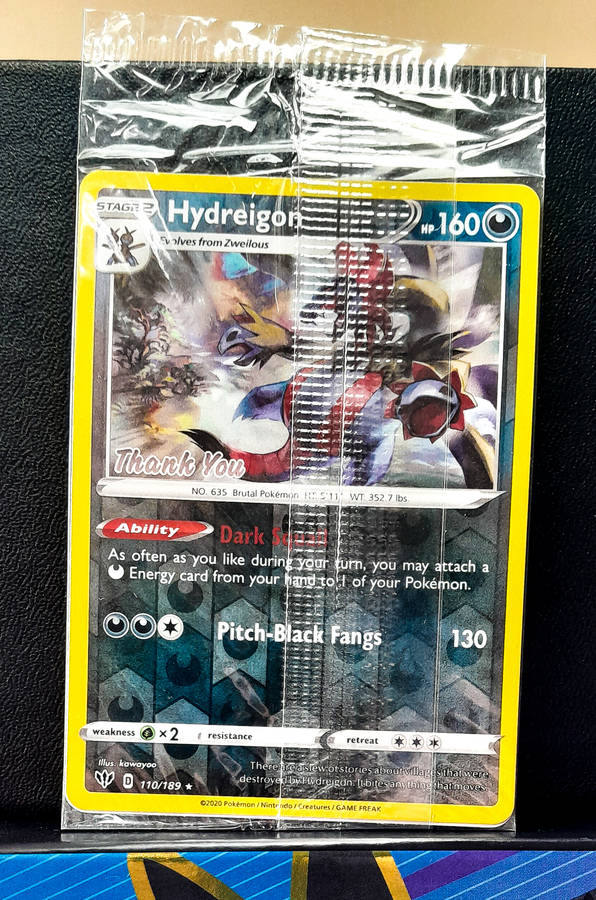 STAGE 2 Hydreigon HP 160
Evolves from Zweilous
Thank You
NO. 635 Brutal Pokémon HT. 5'11" WT. 352.7 lbs.
Ability Dark Squall
As often as you like during your turn, you may attach a
Energy card from your hand to 1 of your Pokémon.
Pitch-Black Fangs 130
weakness ×2 resistance retreat
Illus. kawayoo
There are a slew of stories about villages that were
destroyed by Hydreigon. It bites anything that moves.
D 110/189
©2020 Pokémon / Nintendo / Creatures / GAME FREAK